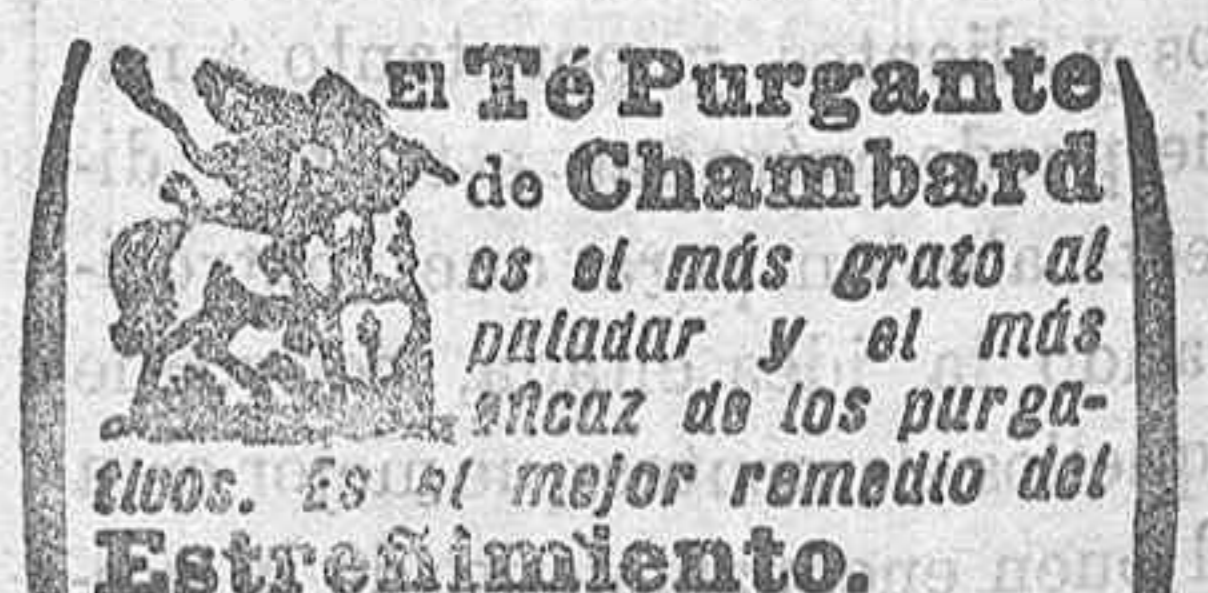 El Té Purgante
de Chambard
es el más grato al
paladar y el más
eficaz de los purga-
tivos. Es el mejor remedio del
Estreñimiento.